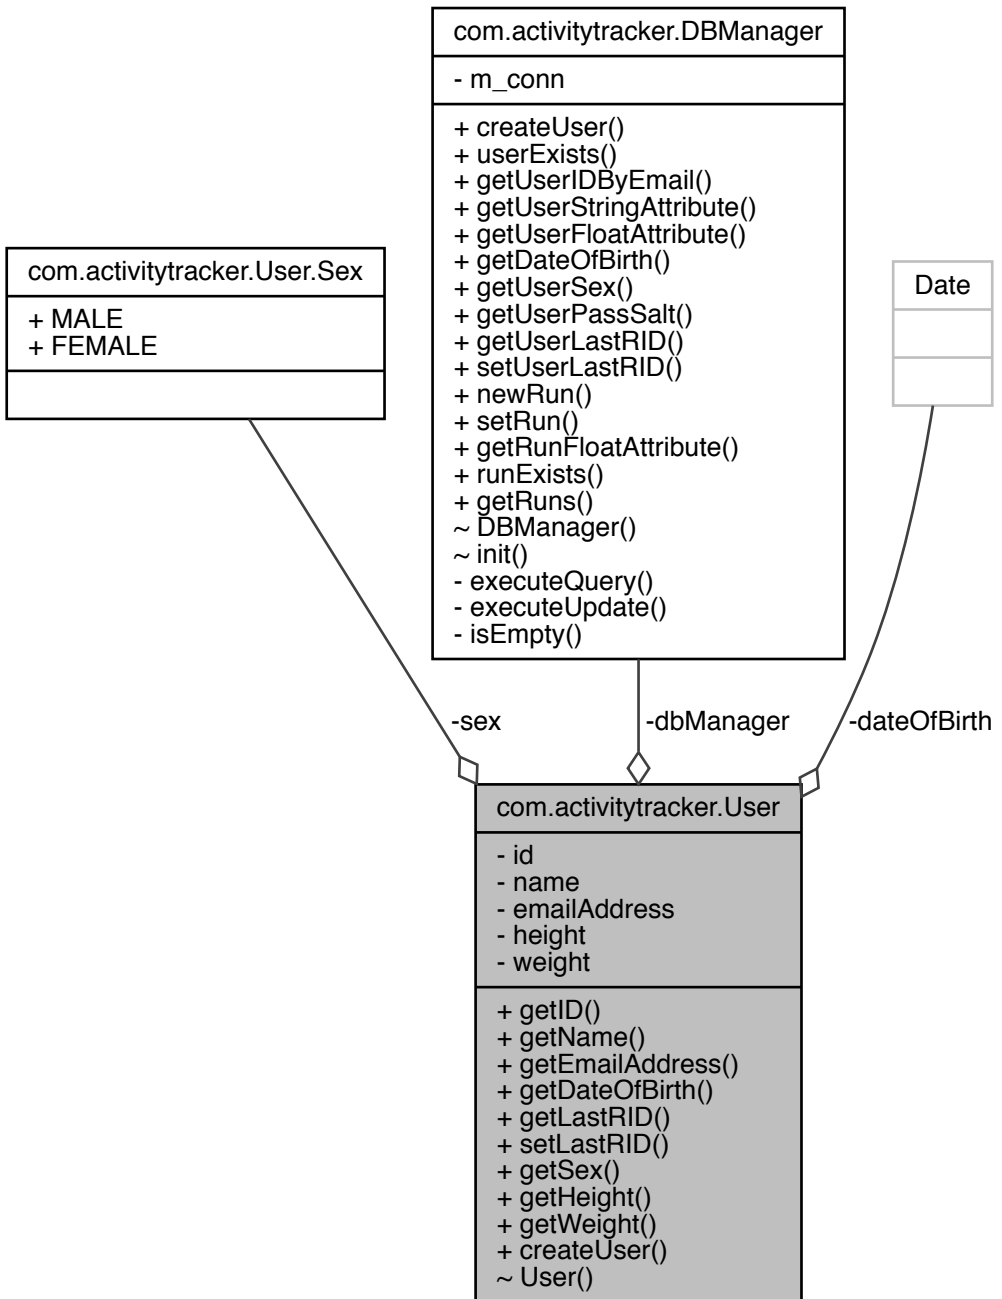 com.activitytracker.DBManager
- m_conn
+ createUser()
+ userExists()
+ getUserIDByEmail()
+ getUserStringAttribute()
+ getUserFloatAttribute()
+ getDateOfBirth()
+ getUserSex()
+ getUserPassSalt()
+ getUserLastRID()
+ setUserLastRID()
+ newRun()
+ setRun()
+ getRunFloatAttribute()
+ runExists()
+ getRuns()
~ DBManager()
~ init()
- executeQuery()
- executeUpdate()
- isEmpty()
com.activitytracker.User.Sex
+ MALE
+ FEMALE
Date
-sex
-dbManager
-dateOfBirth
com.activitytracker.User
- id
- name
- emailAddress
- height
- weight
+ getID()
+ getName()
+ getEmailAddress()
+ getDateOfBirth()
+ getLastRID()
+ setLastRID()
+ getSex()
+ getHeight()
+ getWeight()
+ createUser()
~ User()